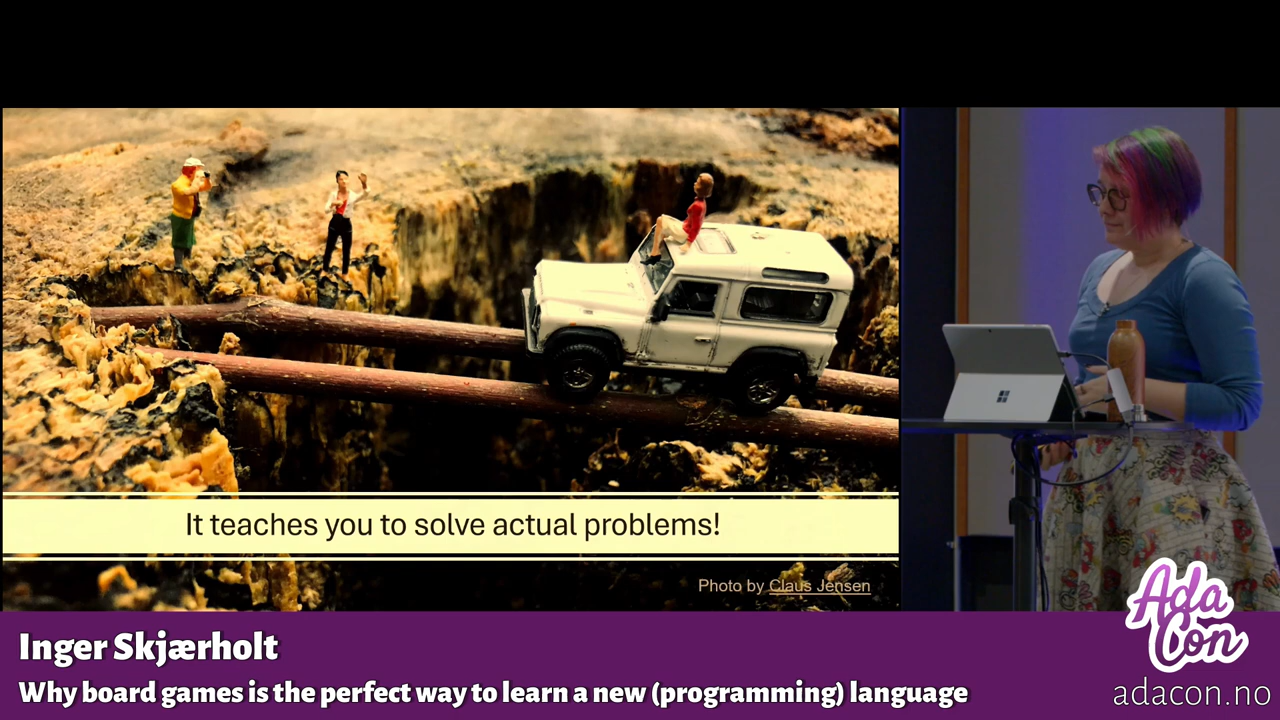 It teaches you to solve actual problems!
Photo by Claus Jensen
Inger Skjærholt
Why board games is the perfect way to learn a new (programming) language
Ada
Con
adacon.no